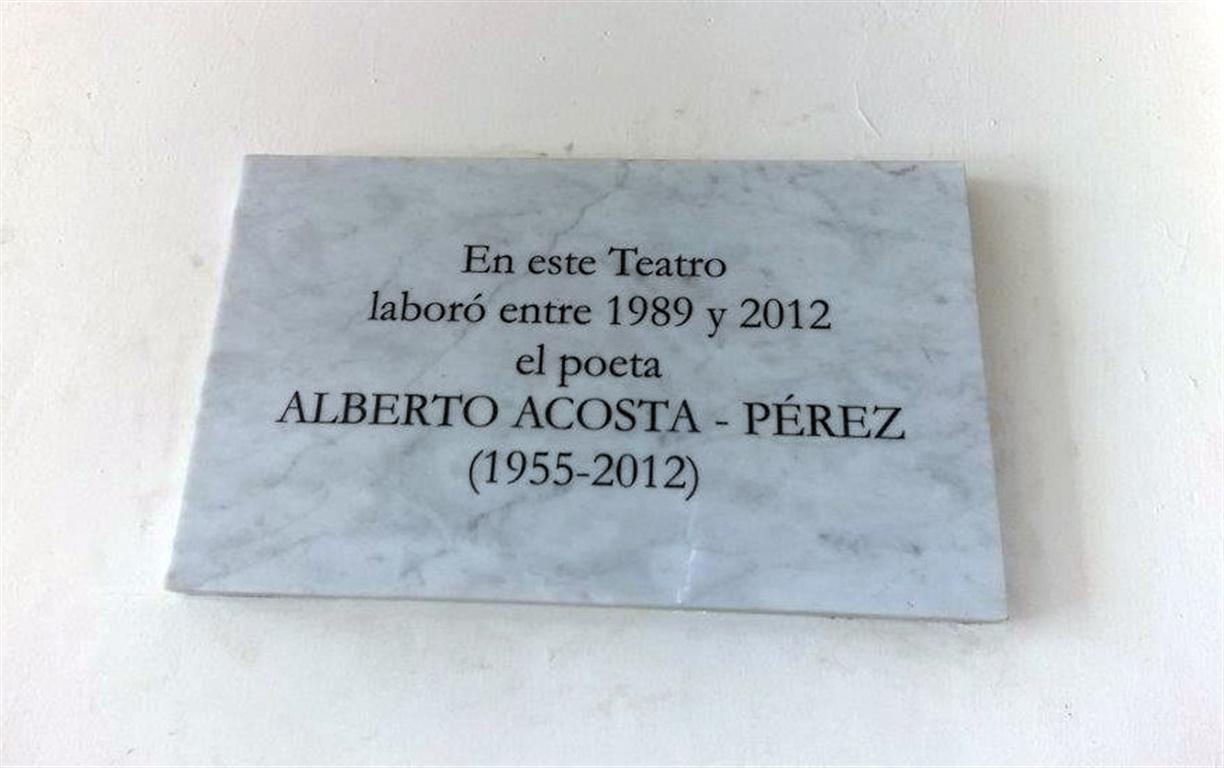 En este Teatro
laboró entre 1989 y 2012
el poeta
ALBERTO ACOSTA - PÉREZ
(1955-2012)